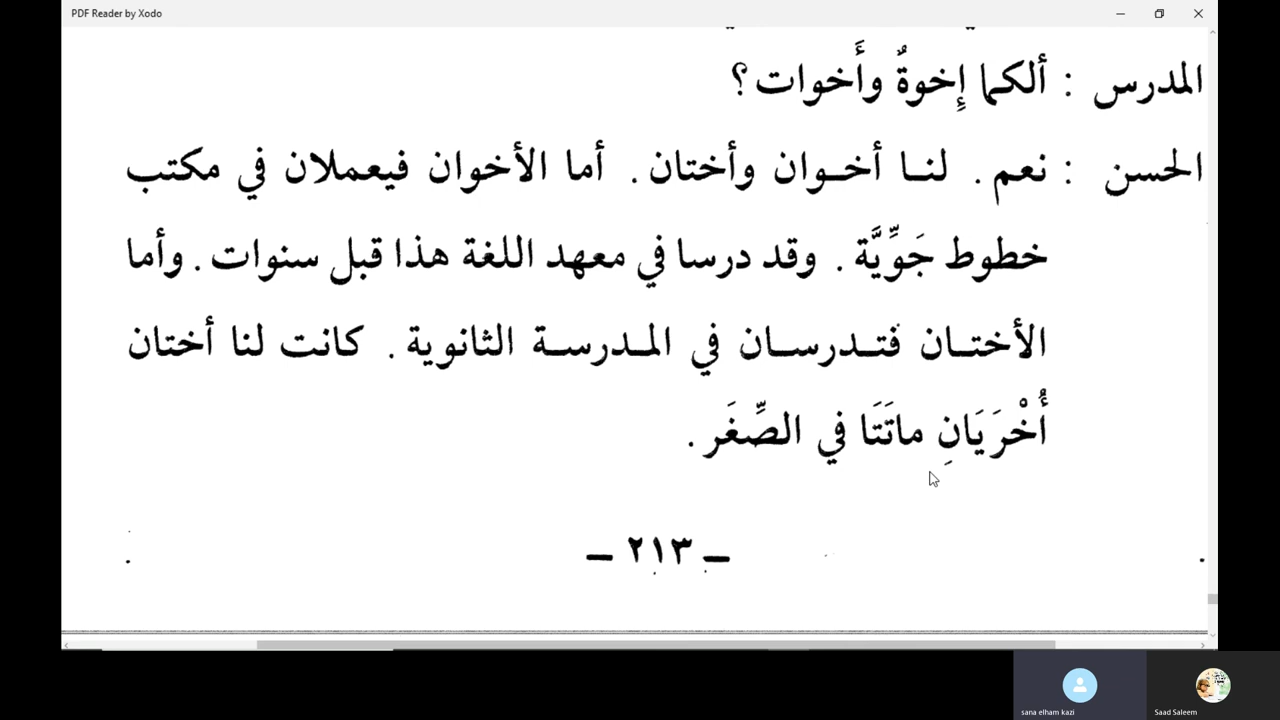 PDF Reader by Xodo
المدرس : ألكما إِخوةٌ وأَخوات؟
الحسن : نعم. لنا أخوان وأختان. أما الأخوان فيعملان في مكتب
خطوط جَوِّيَّة. وقد درسا في معهد اللغة هذا قبل سنوات. وأما
الأختان فتدرسان في المدرسة الثانوية. كانت لنا أختان
أُخْرَيَانِ ماتَتَا في الصِّغَر.
– ٢١٣ –
sana elham kazi
Saad Saleem